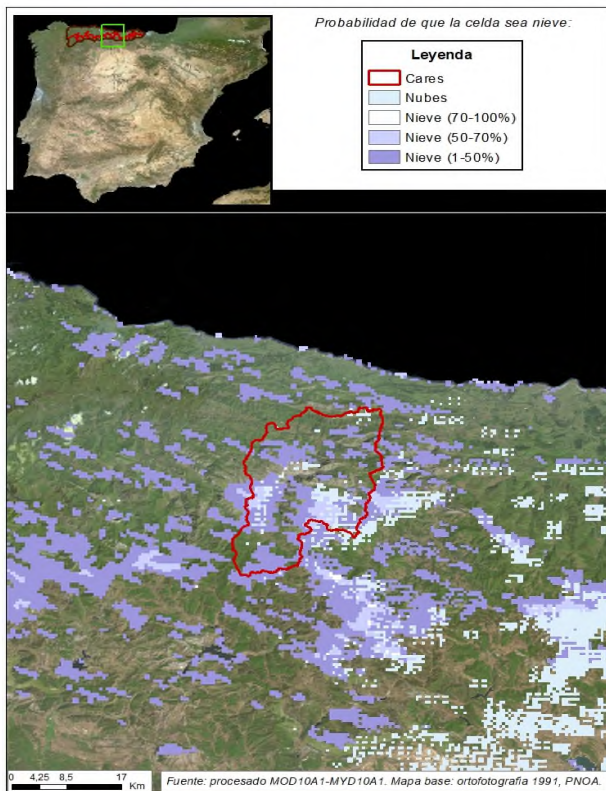 Probabilidad de que la celda sea nieve:
Leyenda
Cares
Nubes
Nieve (70-100%)
Nieve (50-70%)
Nieve (1-50%)
0 4,25 8,5 17
Km
Fuente: procesado MOD10A1-MYD10A1. Mapa base: ortofotografía 1991, PNOA.